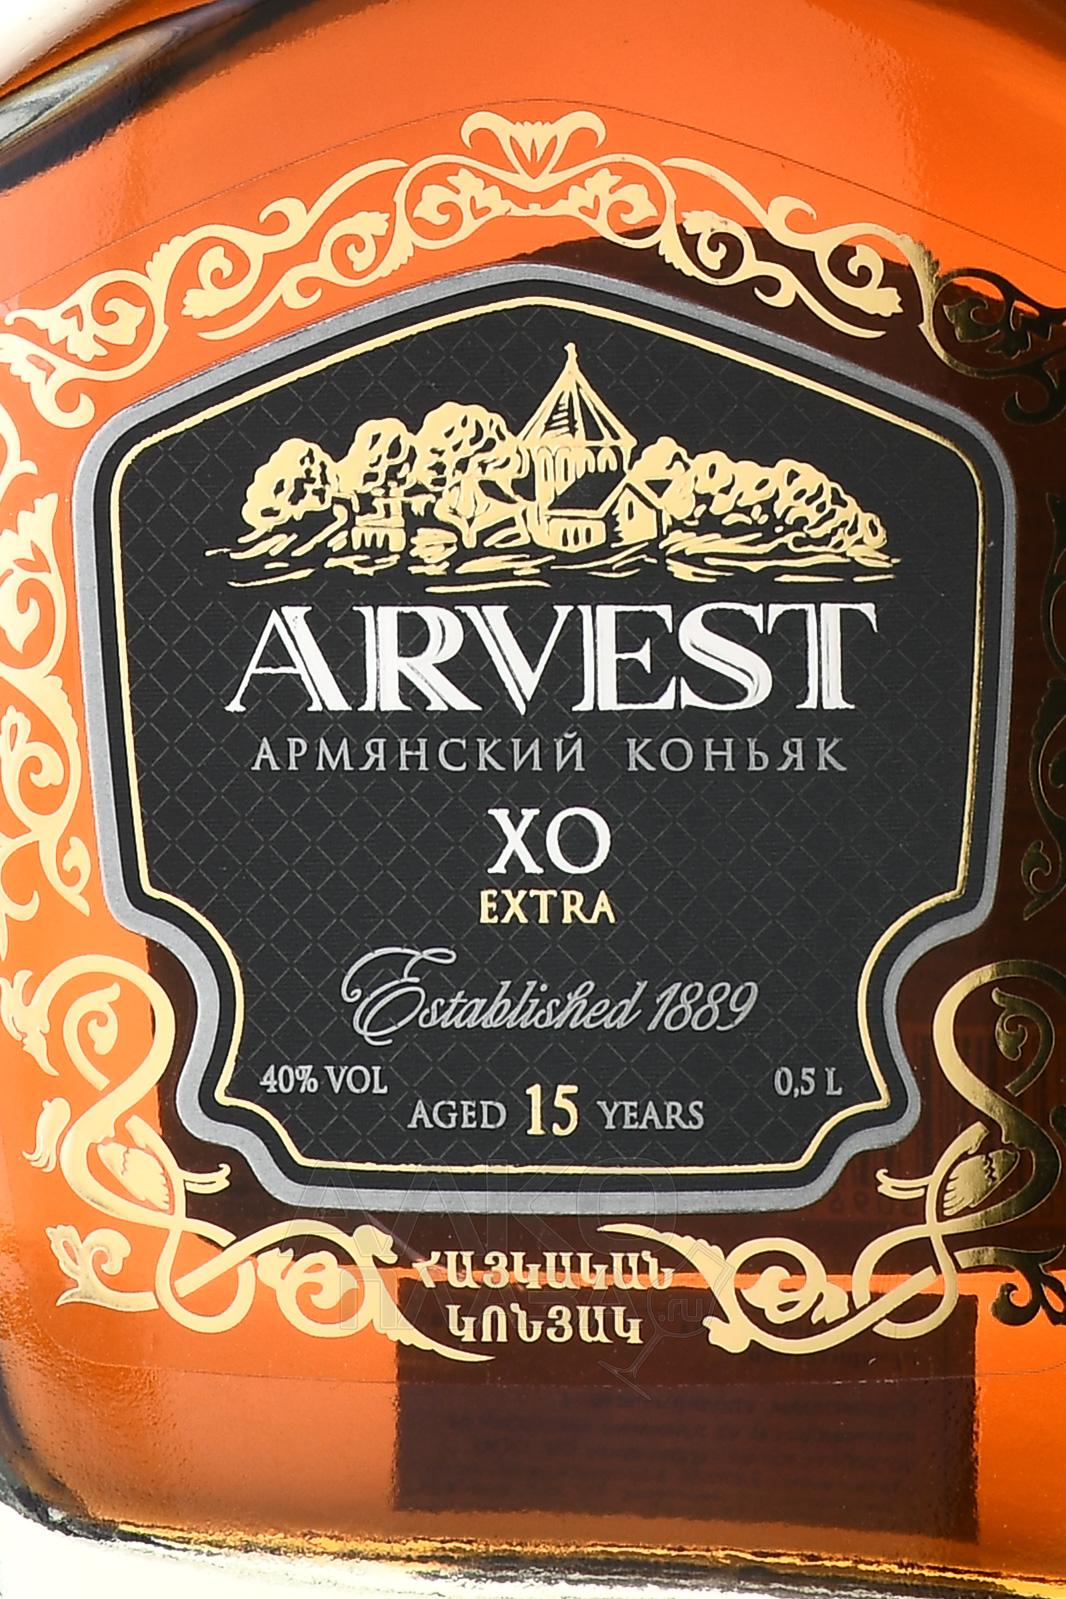 ARVEST
АРМЯНСКИЙ КОНЬЯК
XO
EXTRA
Established 1889
40% VOL
0,5 L
AGED 15 YEARS
ՀԱՅԿԱԿԱՆ
ԿՈՆՅԱԿ